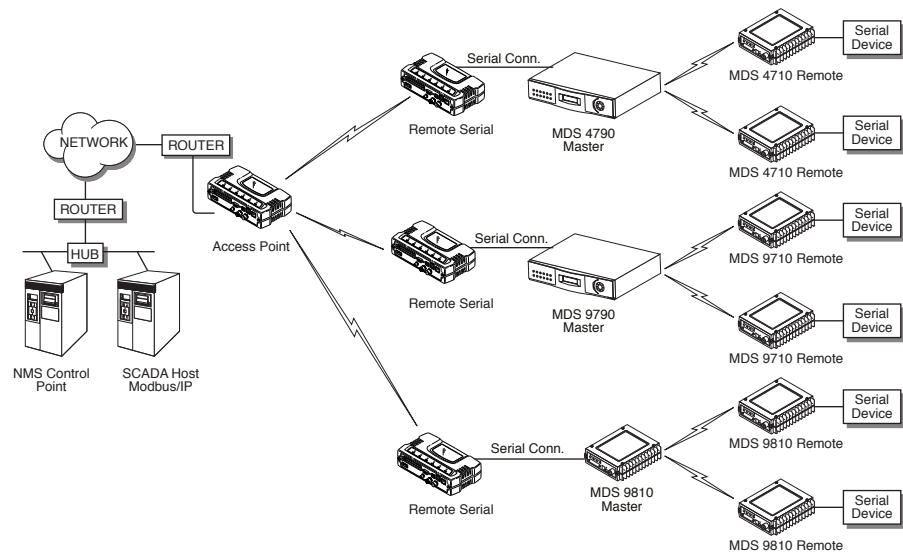 Serial
Device
MDS 4710 Remote
Serial Conn.
Remote Serial
MDS 4790
Master
Serial
Device
MDS 4710 Remote
NETWORK
ROUTER
ROUTER
HUB
Access Point
NMS Control
Point
SCADA Host
Modbus/IP
Serial
Device
MDS 9710 Remote
Serial Conn.
Remote Serial
MDS 9790
Master
Serial
Device
MDS 9710 Remote
Serial
Device
MDS 9810 Remote
Serial Conn.
Remote Serial
MDS 9810
Master
Serial
Device
MDS 9810 Remote